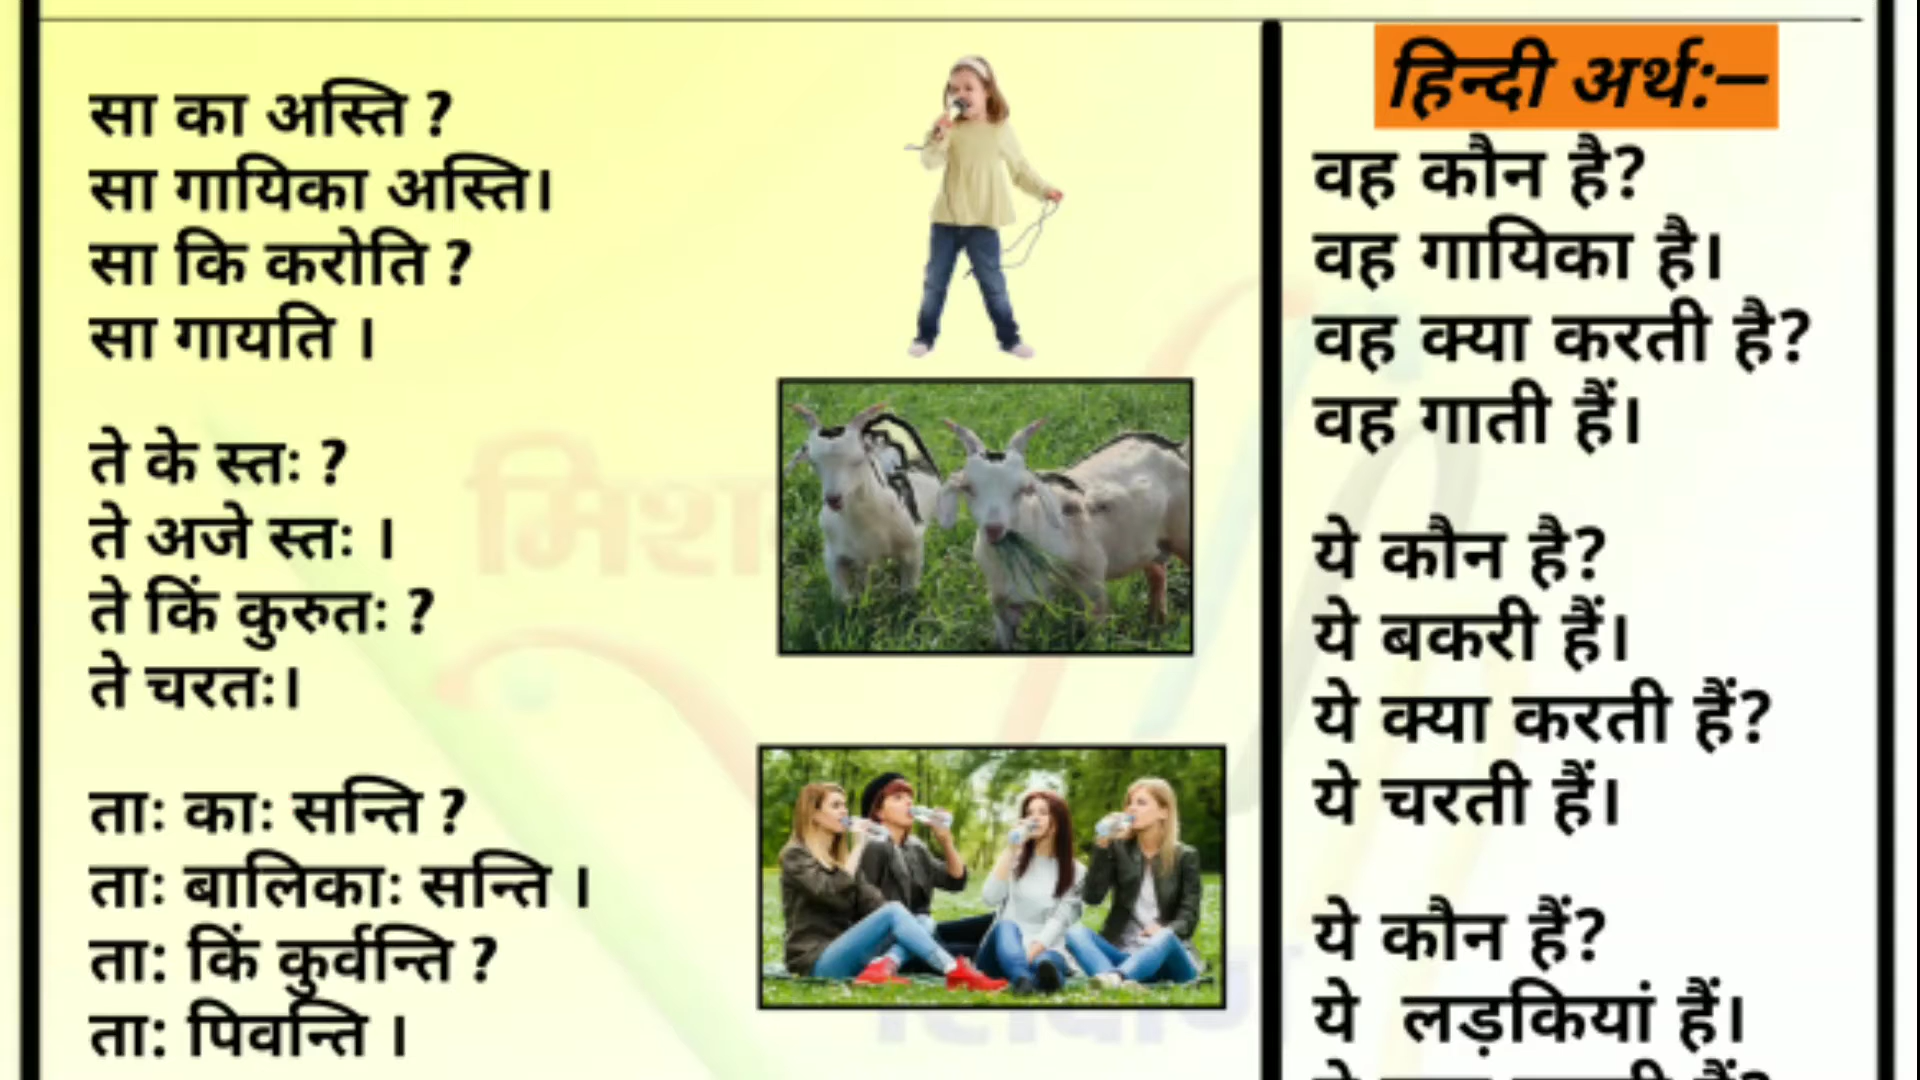 सा का अस्ति ?
सा गायिका अस्ति।
सा कि करोति ?
सा गायति ।
ते के स्तः ?
ते अजे स्तः ।
ते किं कुरुतः ?
ते चरतः।
ताः काः सन्ति ?
ताः बालिकाः सन्ति ।
ता: किं कुर्वन्ति ?
ता: पिवन्ति ।
हिन्दी अर्थ:–
वह कौन है?
वह गायिका है।
वह क्या करती है?
वह गाती हैं।
ये कौन है?
ये बकरी हैं।
ये क्या करती हैं?
ये चरती हैं।
ये कौन हैं?
ये लड़कियां हैं।